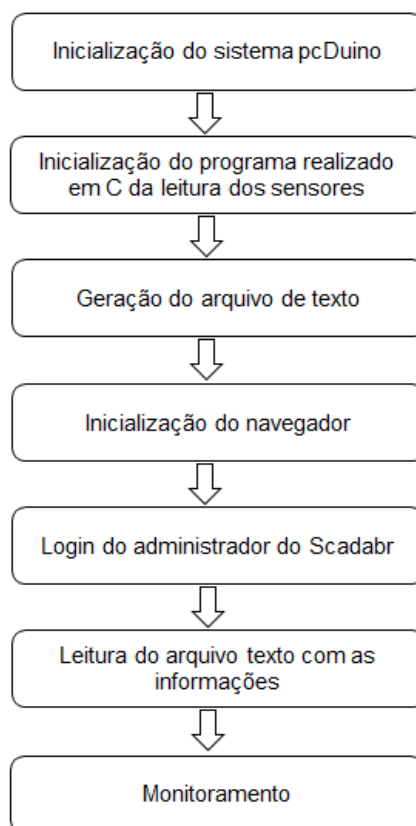 Inicialização do sistema pcDuino
Inicialização do programa realizado
em C da leitura dos sensores
Geração do arquivo de texto
Inicialização do navegador
Login do administrador do Scadabr
Leitura do arquivo texto com as
informações
Monitoramento